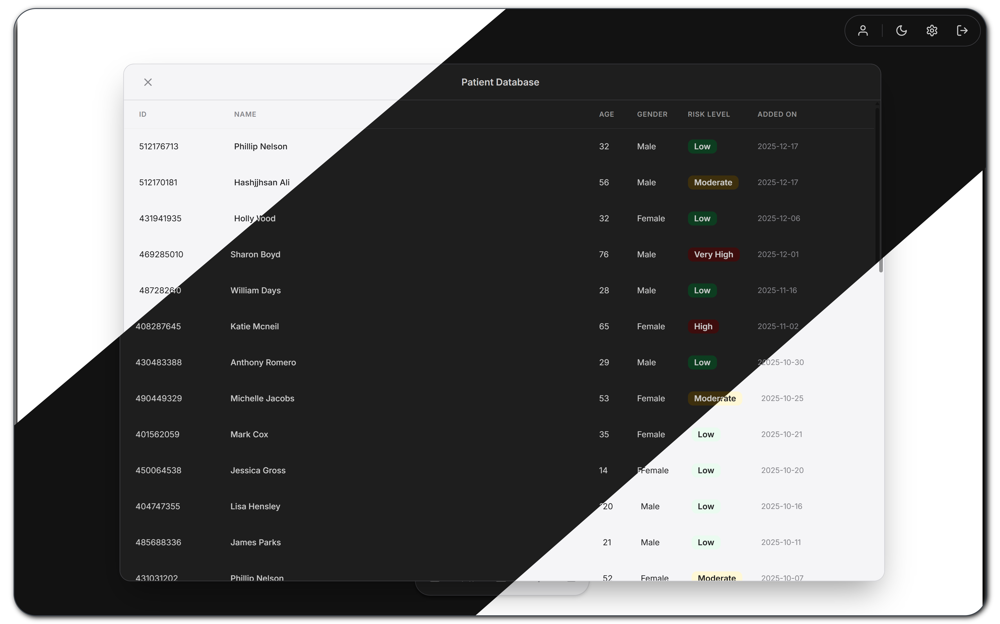 Patient Database
ID NAME AGE GENDER RISK LEVEL ADDED ON
512176713 Phillip Nelson 32 Male Low 2025-12-17
512170181 Hashjjhsan Ali 56 Male Moderate 2025-12-17
431941935 Holly Wood 32 Female Low 2025-12-06
469285010 Sharon Boyd 76 Male Very High 2025-12-01
William Days 28 Male Low 2025-11-16
408287645 Katie Mcneil 65 Female High 2025-11-02
430483388 Anthony Romero 29 Male Low 2025-10-30
490449329 Michelle Jacobs 53 Female Moderate 2025-10-25
401562059 Mark Cox 35 Female Low 2025-10-21
450064538 Jessica Gross 14 Female Low 2025-10-20
404747355 Lisa Hensley 20 Male Low 2025-10-16
485688336 James Parks 21 Male Low 2025-10-11
431031202 Phillip Nelson 52 Female Moderate 2025-10-07